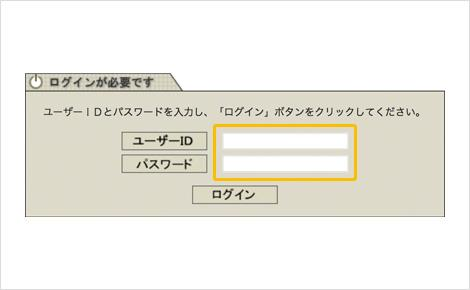 ログインが必要です
ユーザーＩＤとパスワードを入力し、「ログイン」ボタンをクリックしてください。
ユーザーID
パスワード
ログイン